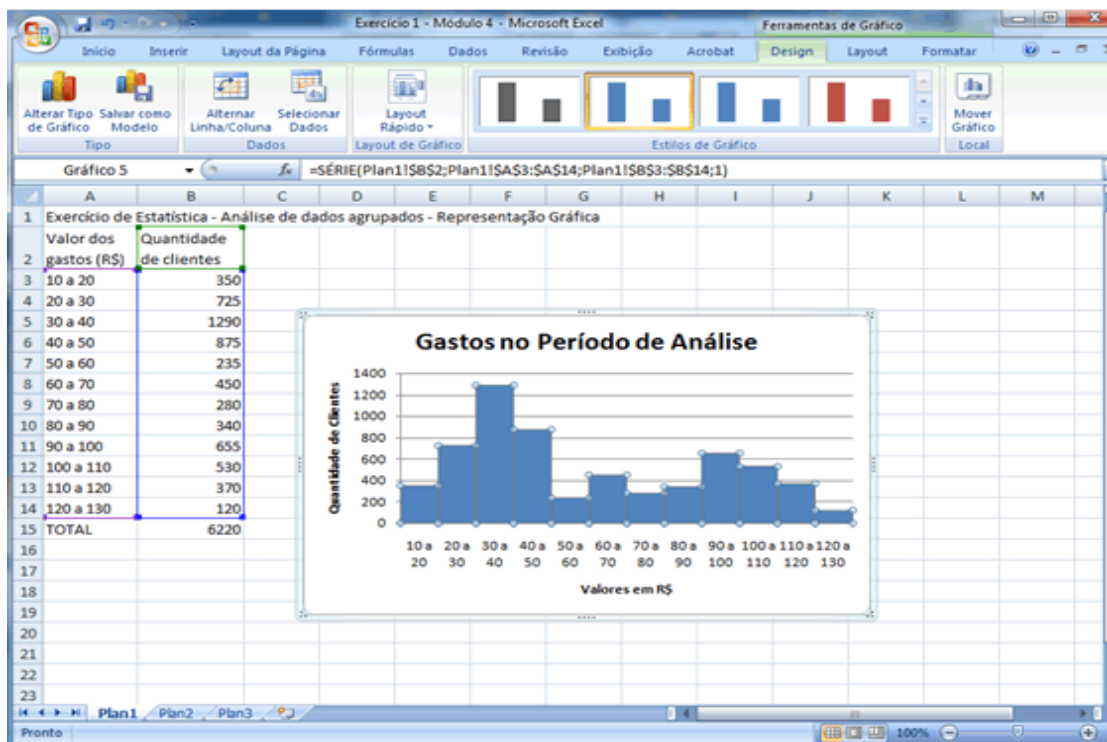 Exercício 1 - Módulo 4 - Microsoft Excel
Ferramentas de Gráfico
Início Inserir Layout da Página Fórmulas Dados Revisão Exibição Acrobat Design Layout Formatar
Alterar Tipo de Gráfico
Salvar como Modelo
Alternar Linha/Coluna
Selecionar Dados
Layout Rápido
Mover Gráfico
Tipo Dados Layout de Gráfico Estilos de Gráfico Local
Gráfico 5 fx =SÉRIE(Plan1!$B$2;Plan1!$A$3:$A$14;Plan1!$B$3:$B$14;1)
A B C D E F G H I J K L M
1 Exercício de Estatística - Análise de dados agrupados - Representação Gráfica
Valor dos Quantidade
2 gastos (R$) de clientes
3 10 a 20 350
4 20 a 30 725
5 30 a 40 1290
6 40 a 50 875
7 50 a 60 235
8 60 a 70 450
9 70 a 80 280
10 80 a 90 340
11 90 a 100 655
12 100 a 110 530
13 110 a 120 370
14 120 a 130 120
15 TOTAL 6220
16
17
18
19
20
21
22
23
Gastos no Período de Análise
Quantidade de Clientes
1400
1200
1000
800
600
400
200
0
10 a 20 a 30 a 40 a 50 a 60 a 70 a 80 a 90 a 100 a 110 a 120 a
20 30 40 50 60 70 80 90 100 110 120 130
Valores em R$
Plan1 Plan2 Plan3
Pronto 100%